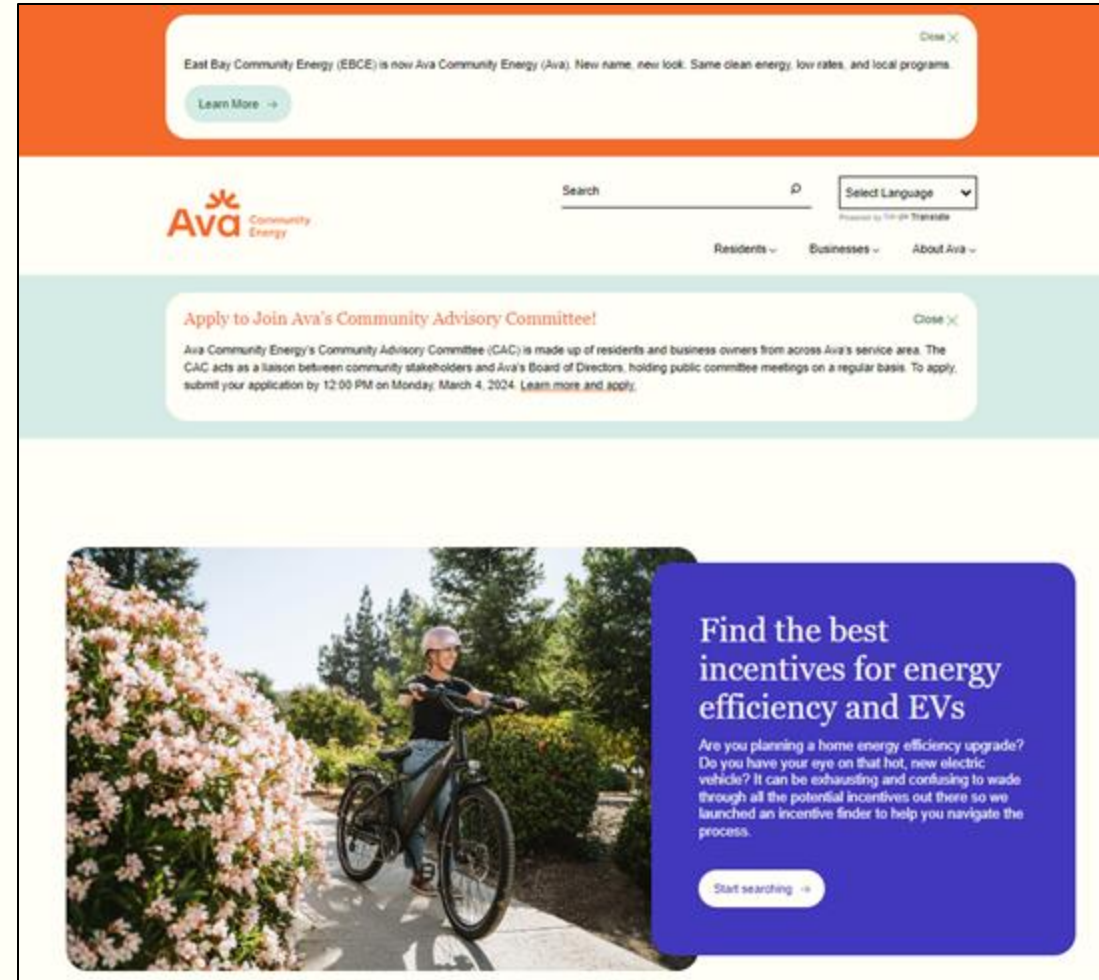 Close
East Bay Community Energy (EBCE) is now Ava Community Energy (Ava). New name, new look. Same clean energy, low rates, and local programs.
Learn More →
Ava Community Energy
Search
Select Language
Powered by Translate
Residents
Businesses
About Ava
Apply to Join Ava's Community Advisory Committee!
Close
Ava Community Energy's Community Advisory Committee (CAC) is made up of residents and business owners from across Ava's service area. The
CAC acts as a liaison between community stakeholders and Ava's Board of Directors, holding public committee meetings on a regular basis. To apply,
submit your application by 12:00 PM on Monday, March 4, 2024. Learn more and apply.
Find the best
incentives for energy
efficiency and EVs
Are you planning a home energy efficiency upgrade?
Do you have your eye on that hot, new electric
vehicle? It can be exhausting and confusing to wade
through all the potential incentives out there so we
launched an incentive finder to help you navigate the
process.
Start searching →